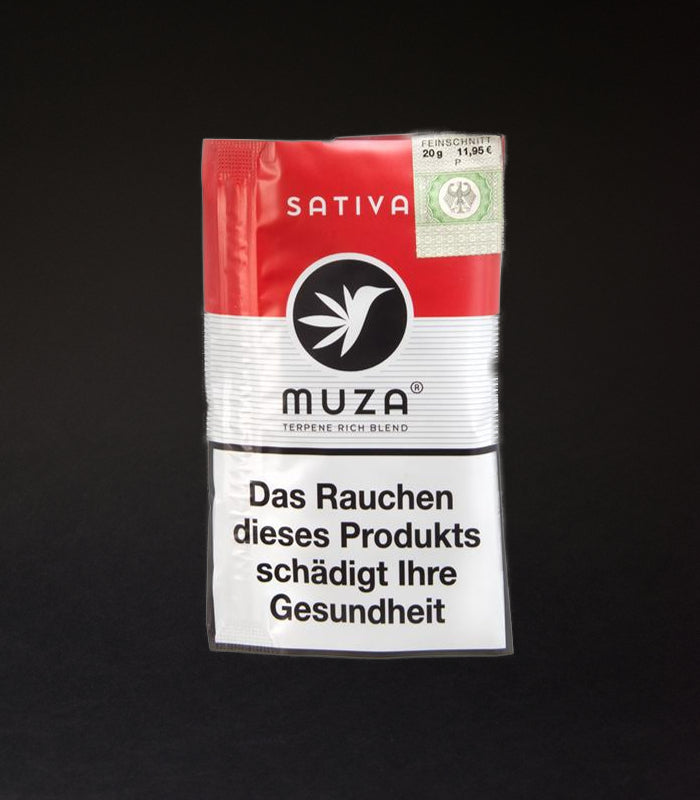 FEINSCHNITT
20 g 11,95 €
P
SATIVA
MUZA®
TERPENE RICH BLEND
Das Rauchen
dieses Produkts
schädigt Ihre
Gesundheit